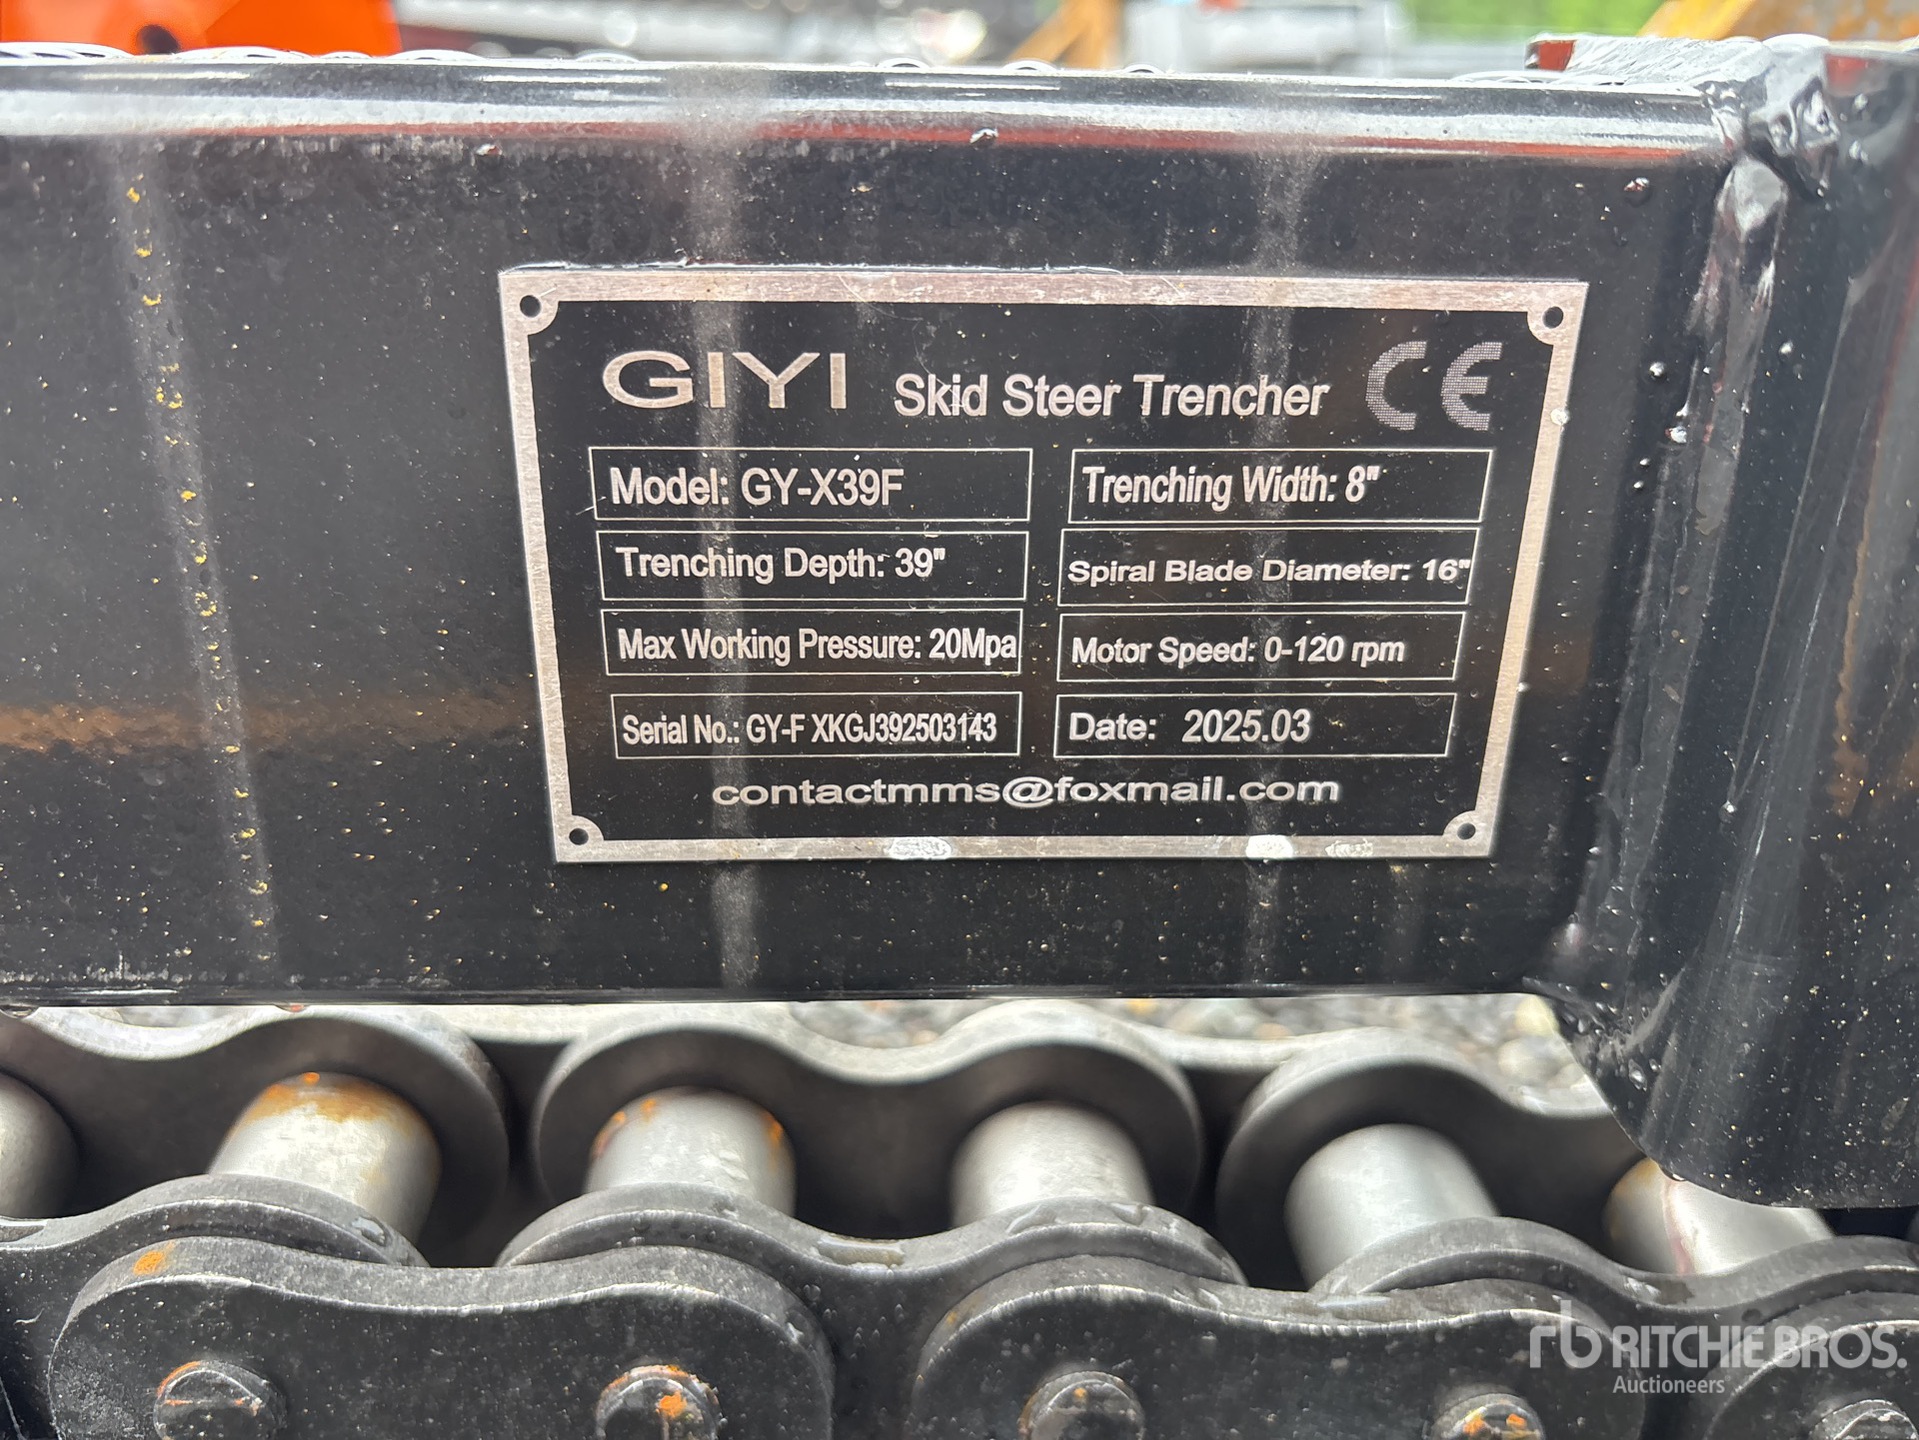 GIYI Skid Steer Trencher CE
Model: GY-X39F
Trenching Width: 8"
Trenching Depth: 39"
Spiral Blade Diameter: 16"
Max Working Pressure: 20Mpa
Motor Speed: 0-120 rpm
Serial No.: GY-F XKGJ392503143
Date: 2025.03
contactmms@foxmail.com
rb RITCHIE BROS.
Auctioneers